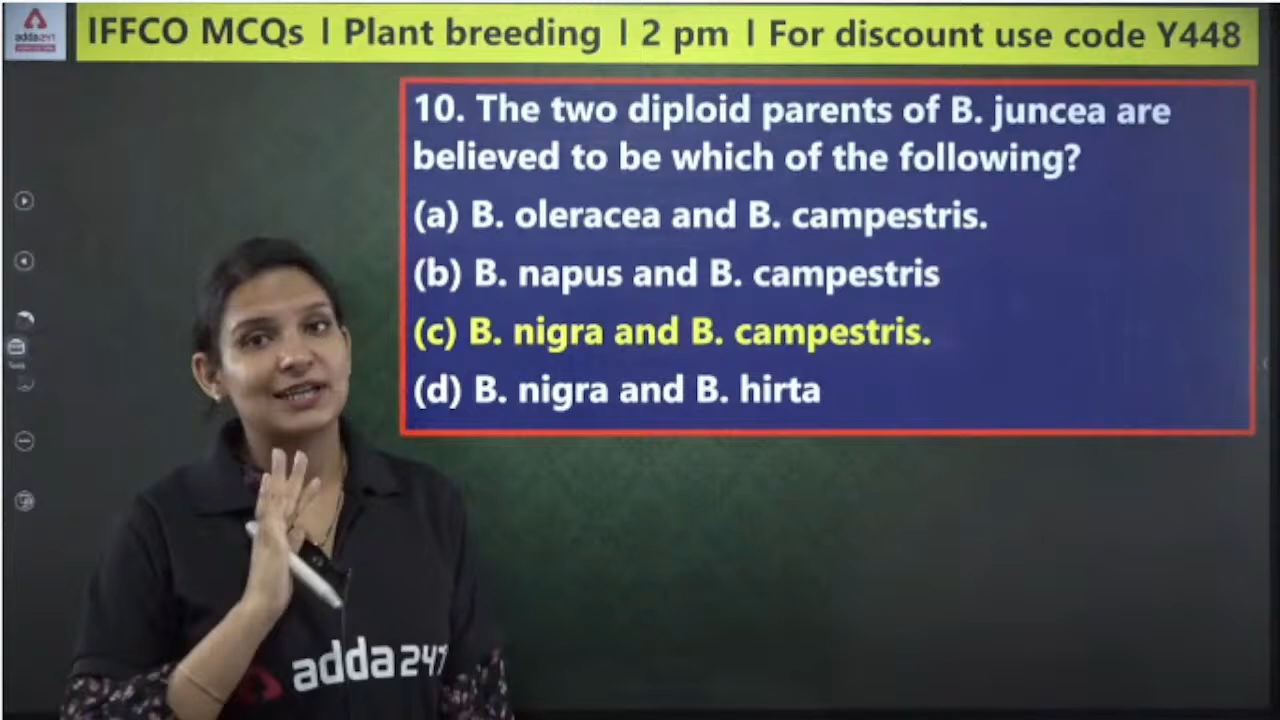 adda247
IFFCO MCQs I Plant breeding I 2 pm I For discount use code Y448
10. The two diploid parents of B. juncea are
believed to be which of the following?
(a) B. oleracea and B. campestris.
(b) B. napus and B. campestris
(c) B. nigra and B. campestris.
(d) B. nigra and B. hirta
adda247